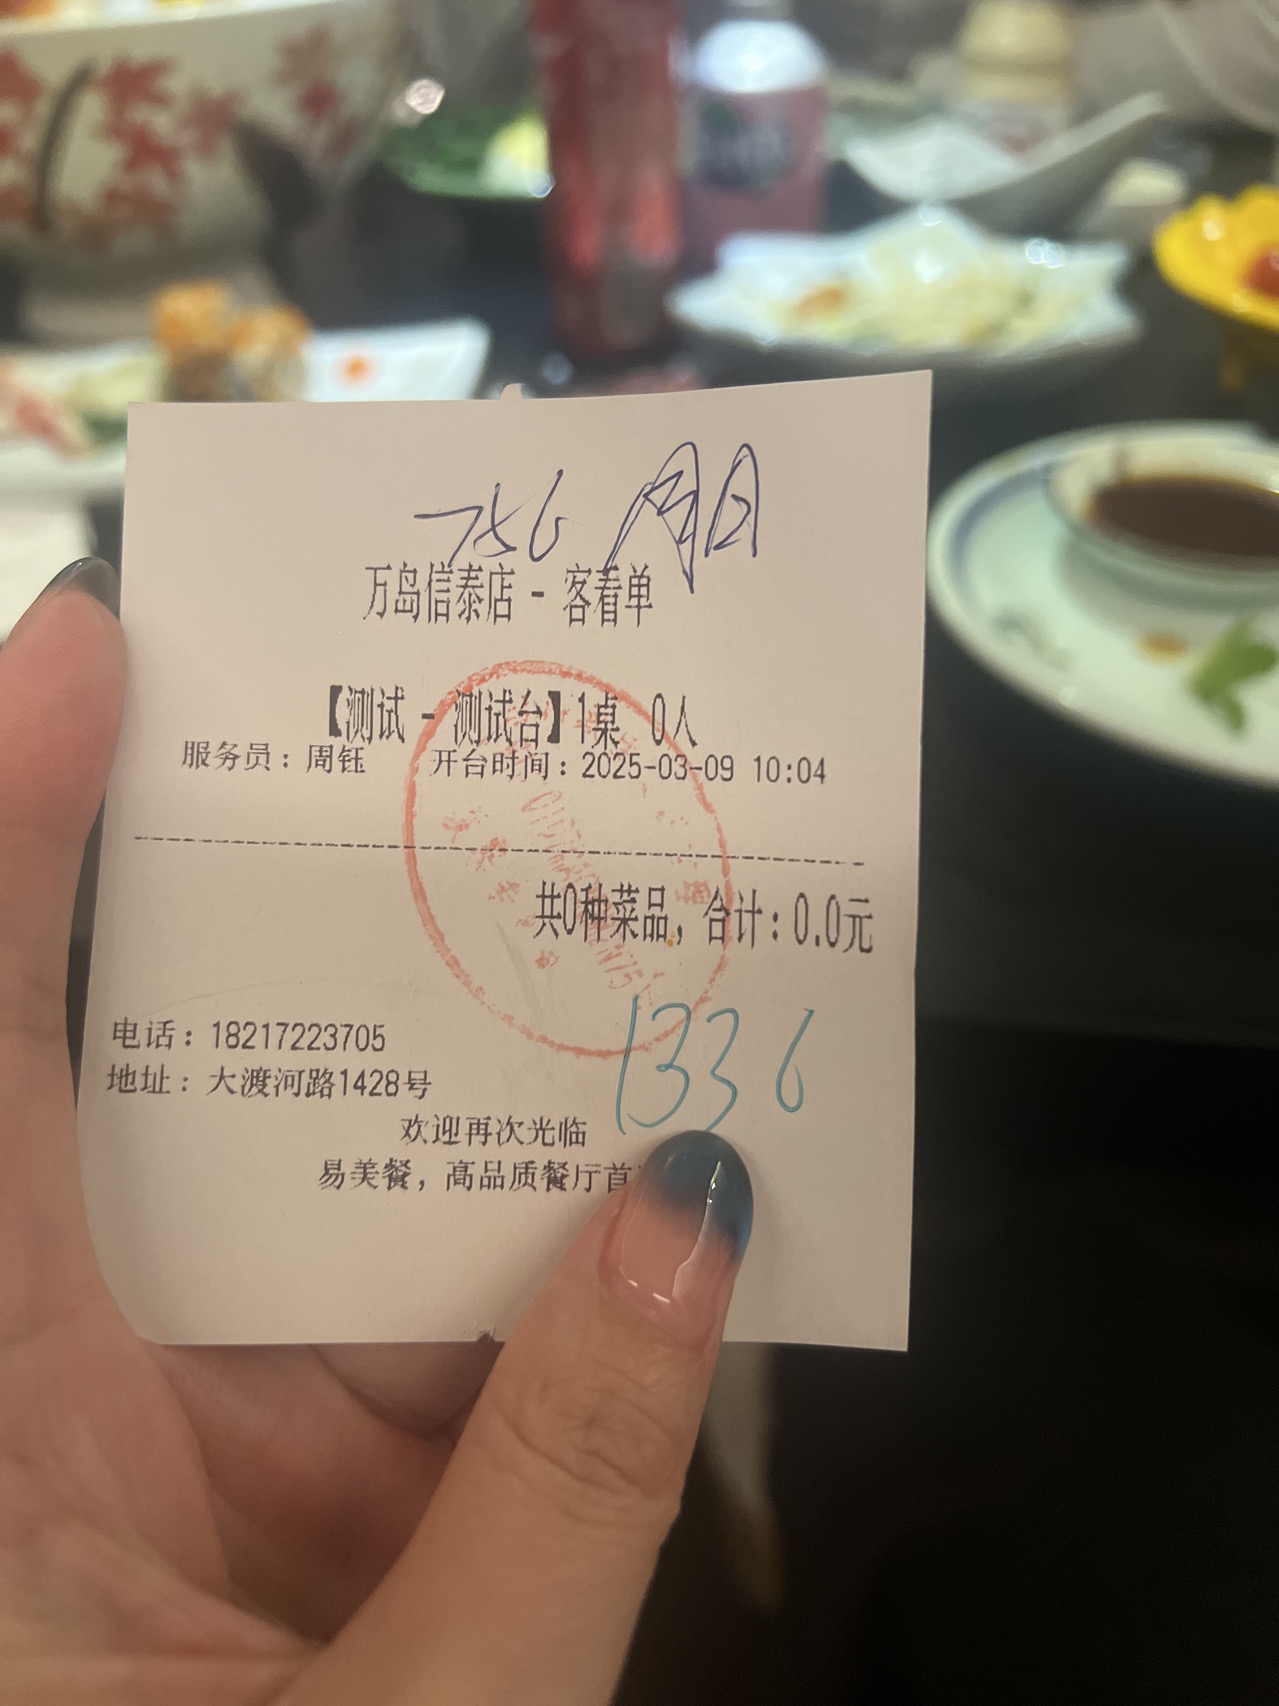 756 周日
万岛信泰店 - 客看单
【测试 - 测试台】1桌 0人
服务员：周钰 开台时间：2025-03-09 10:04
共0种菜品，合计：0.0元
1336
电话：18217223705
地址：大渡河路1428号
欢迎再次光临
易美餐，高品质餐厅首